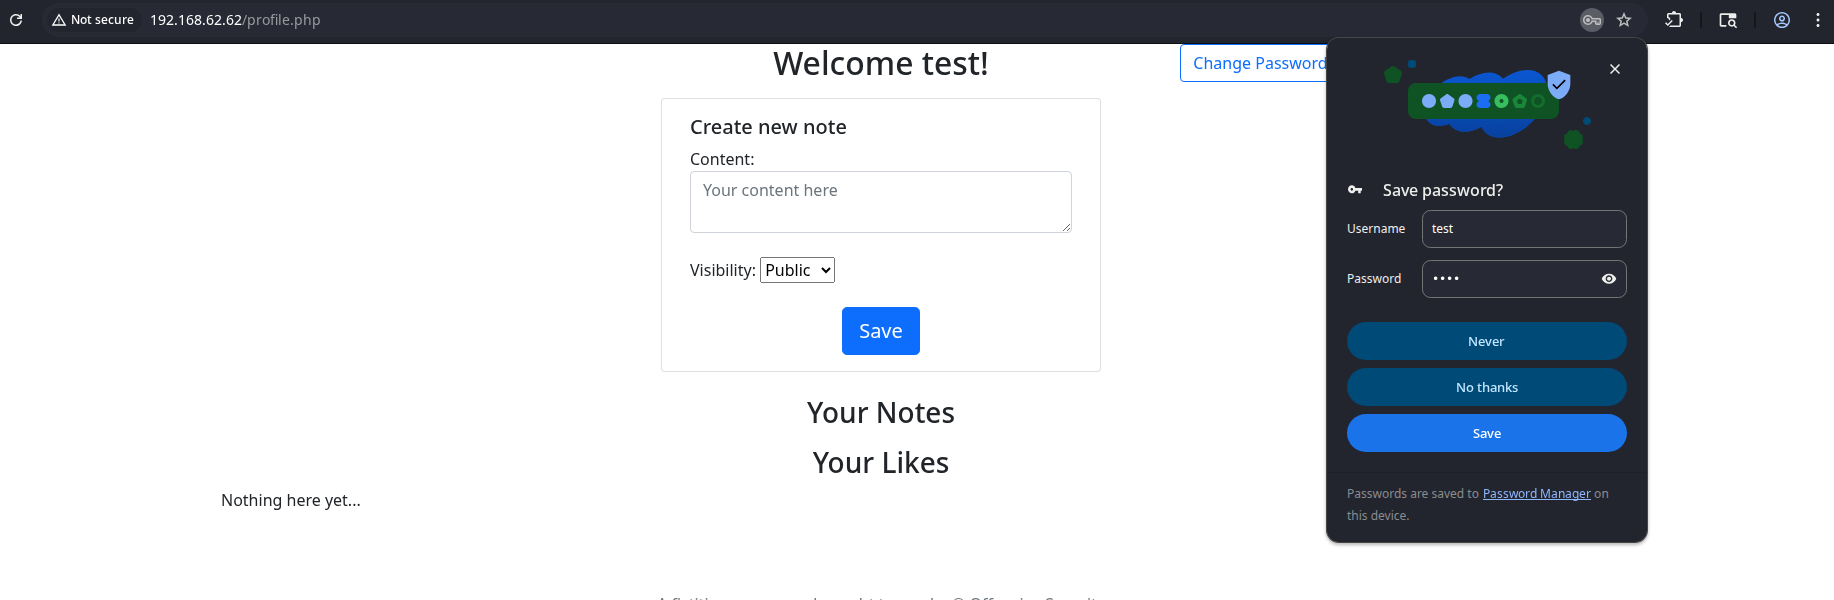 Not secure 192.168.62.62/profile.php
Welcome test!
Change Password
Create new note
Content:
Your content here
Visibility: Public
Save
Your Notes
Your Likes
Nothing here yet...
Save password?
Username test
Password ••••
Never
No thanks
Save
Passwords are saved to Password Manager on
this device.